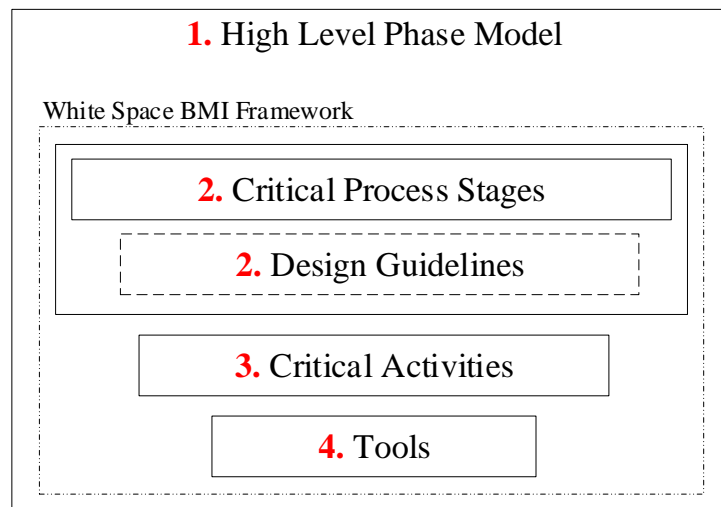 1. High Level Phase Model
White Space BMI Framework
2. Critical Process Stages
2. Design Guidelines
3. Critical Activities
4. Tools